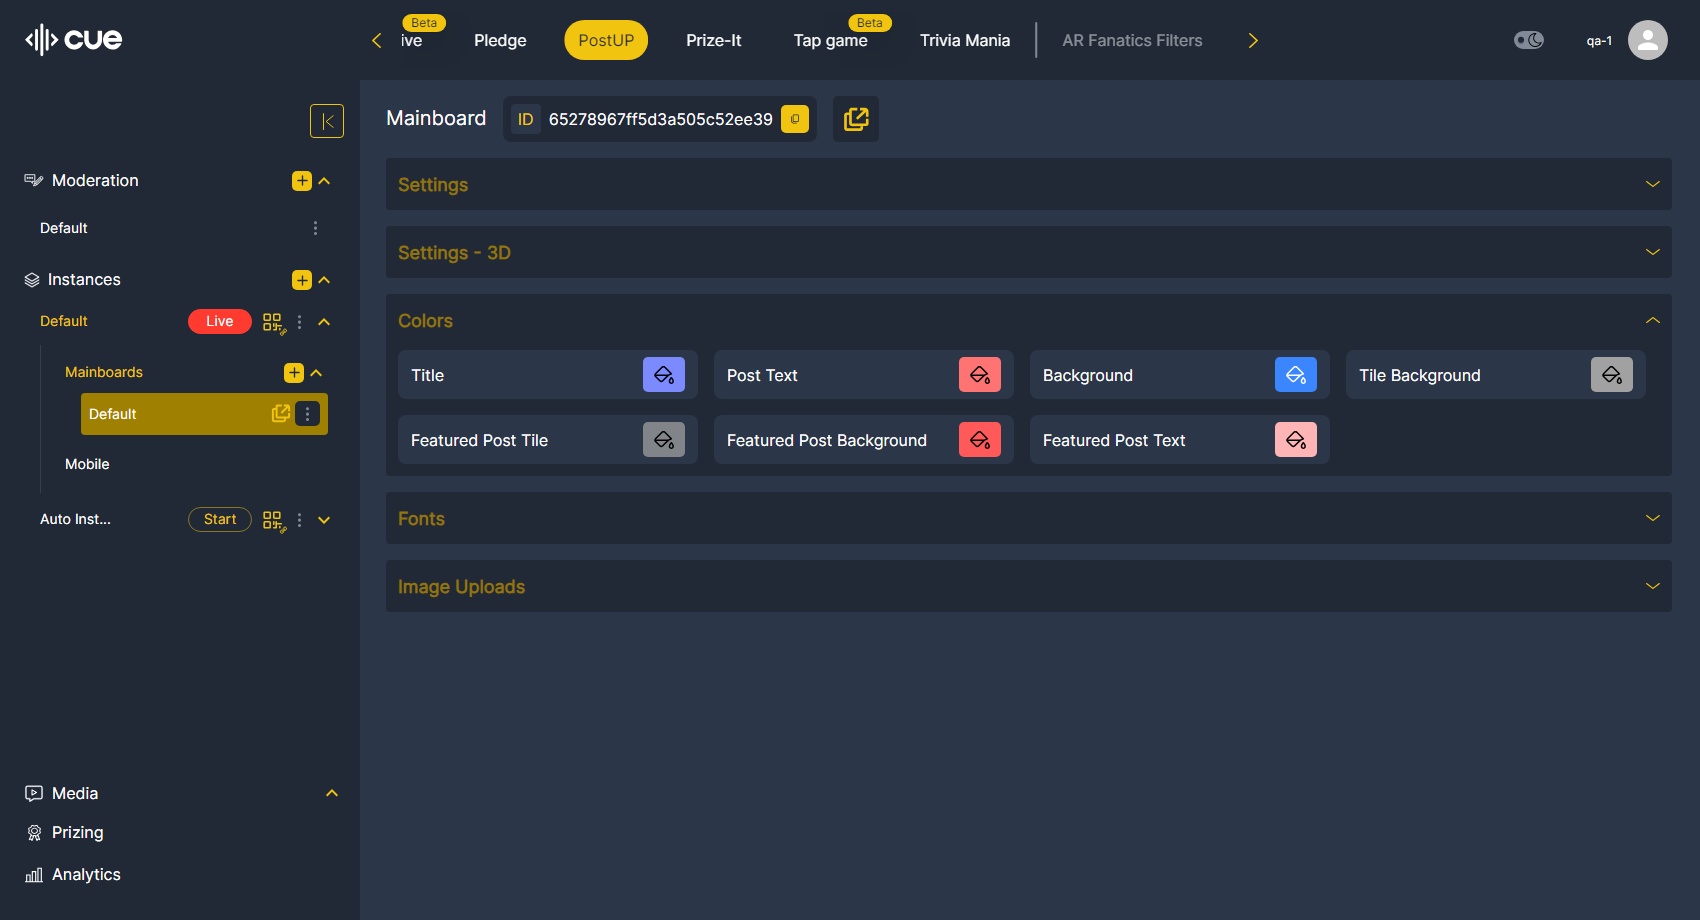 cue
Beta
ive
Pledge
PostUP
Prize-It
Beta
Tap game
Trivia Mania
AR Fanatics Filters
qa-1
Moderation
Default
Instances
Default
Live
Mainboards
Default
Mobile
Auto Inst...
Start
Media
Prizing
Analytics
Mainboard
ID 65278967ff5d3a505c52ee39
Settings
Settings - 3D
Colors
Title
Post Text
Background
Tile Background
Featured Post Tile
Featured Post Background
Featured Post Text
Fonts
Image Uploads